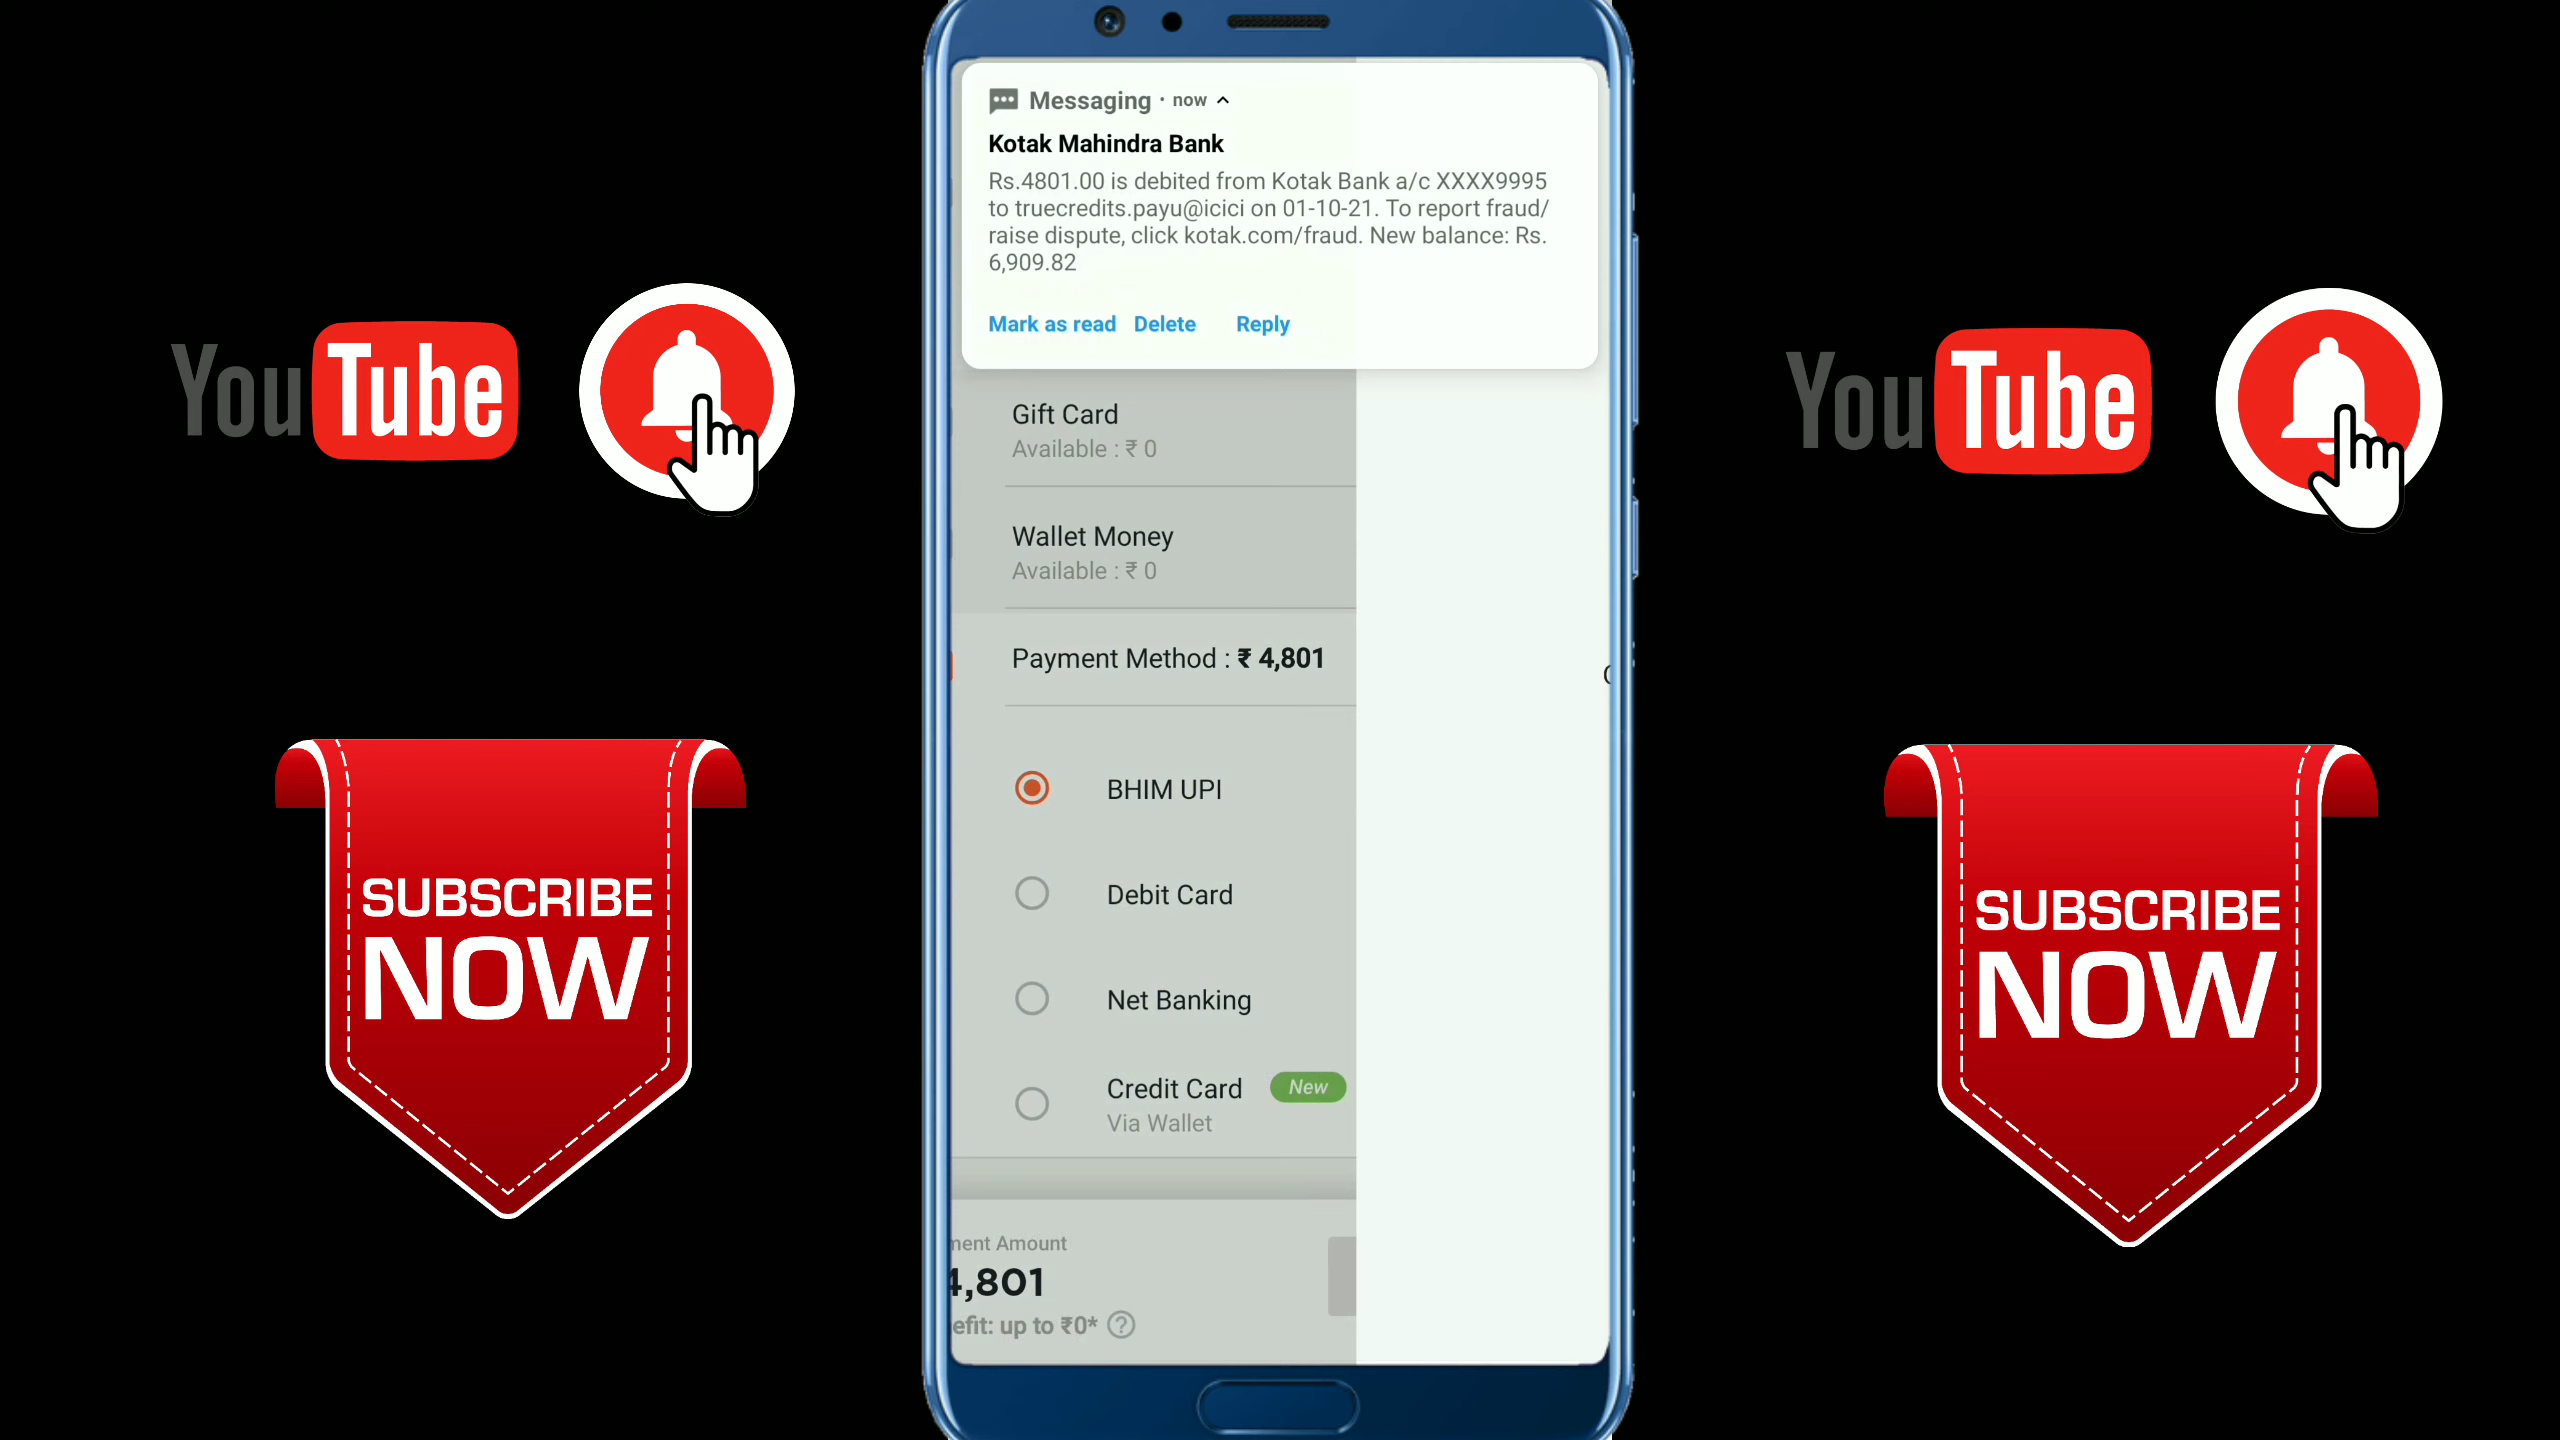 Messaging · now
Kotak Mahindra Bank
Rs.4801.00 is debited from Kotak Bank a/c XXXX9995
to truecredits.payu@icici on 01-10-21. To report fraud/
raise dispute, click kotak.com/fraud. New balance: Rs.
6,909.82
Mark as read Delete Reply
Gift Card
Available : ₹ 0
Wallet Money
Available : ₹ 0
Payment Method : ₹ 4,801
BHIM UPI
Debit Card
Net Banking
Credit Card New
Via Wallet
ment Amount
4,801
efit: up to ₹0* ?
YouTube
SUBSCRIBE
NOW
YouTube
SUBSCRIBE
NOW